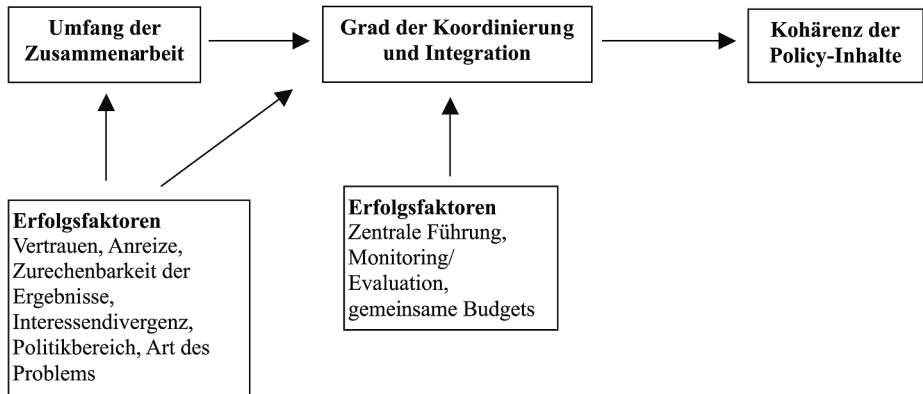 Umfang der
Zusammenarbeit
Grad der Koordinierung
und Integration
Kohärenz der
Policy-Inhalte
Erfolgsfaktoren
Vertrauen, Anreize,
Zurechenbarkeit der
Ergebnisse,
Interessendivergenz,
Politikbereich, Art des
Problems
Erfolgsfaktoren
Zentrale Führung,
Monitoring/
Evaluation,
gemeinsame Budgets